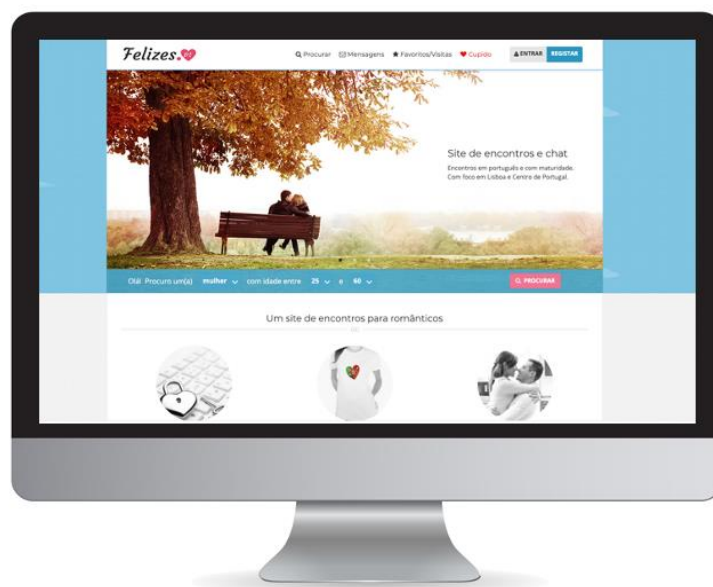 Felizes.pt
Procurar Mensagens Favoritos/Visitas Cupido ENTRAR REGISTAR
Site de encontros e chat
Encontros em português e com maturidade.
Com foco em Lisboa e Centro de Portugal.
Olá! Procuro um(a) mulher com idade entre 25 e 60 PROCURAR
Um site de encontros para românticos